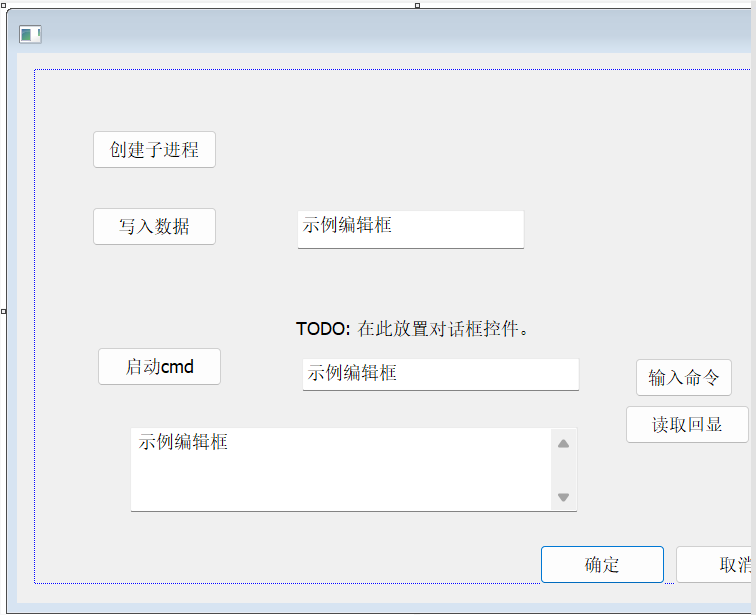 创建子进程
写入数据
示例编辑框
TODO: 在此放置对话框控件。
启动cmd
示例编辑框
输入命令
读取回显
示例编辑框
确定
取消